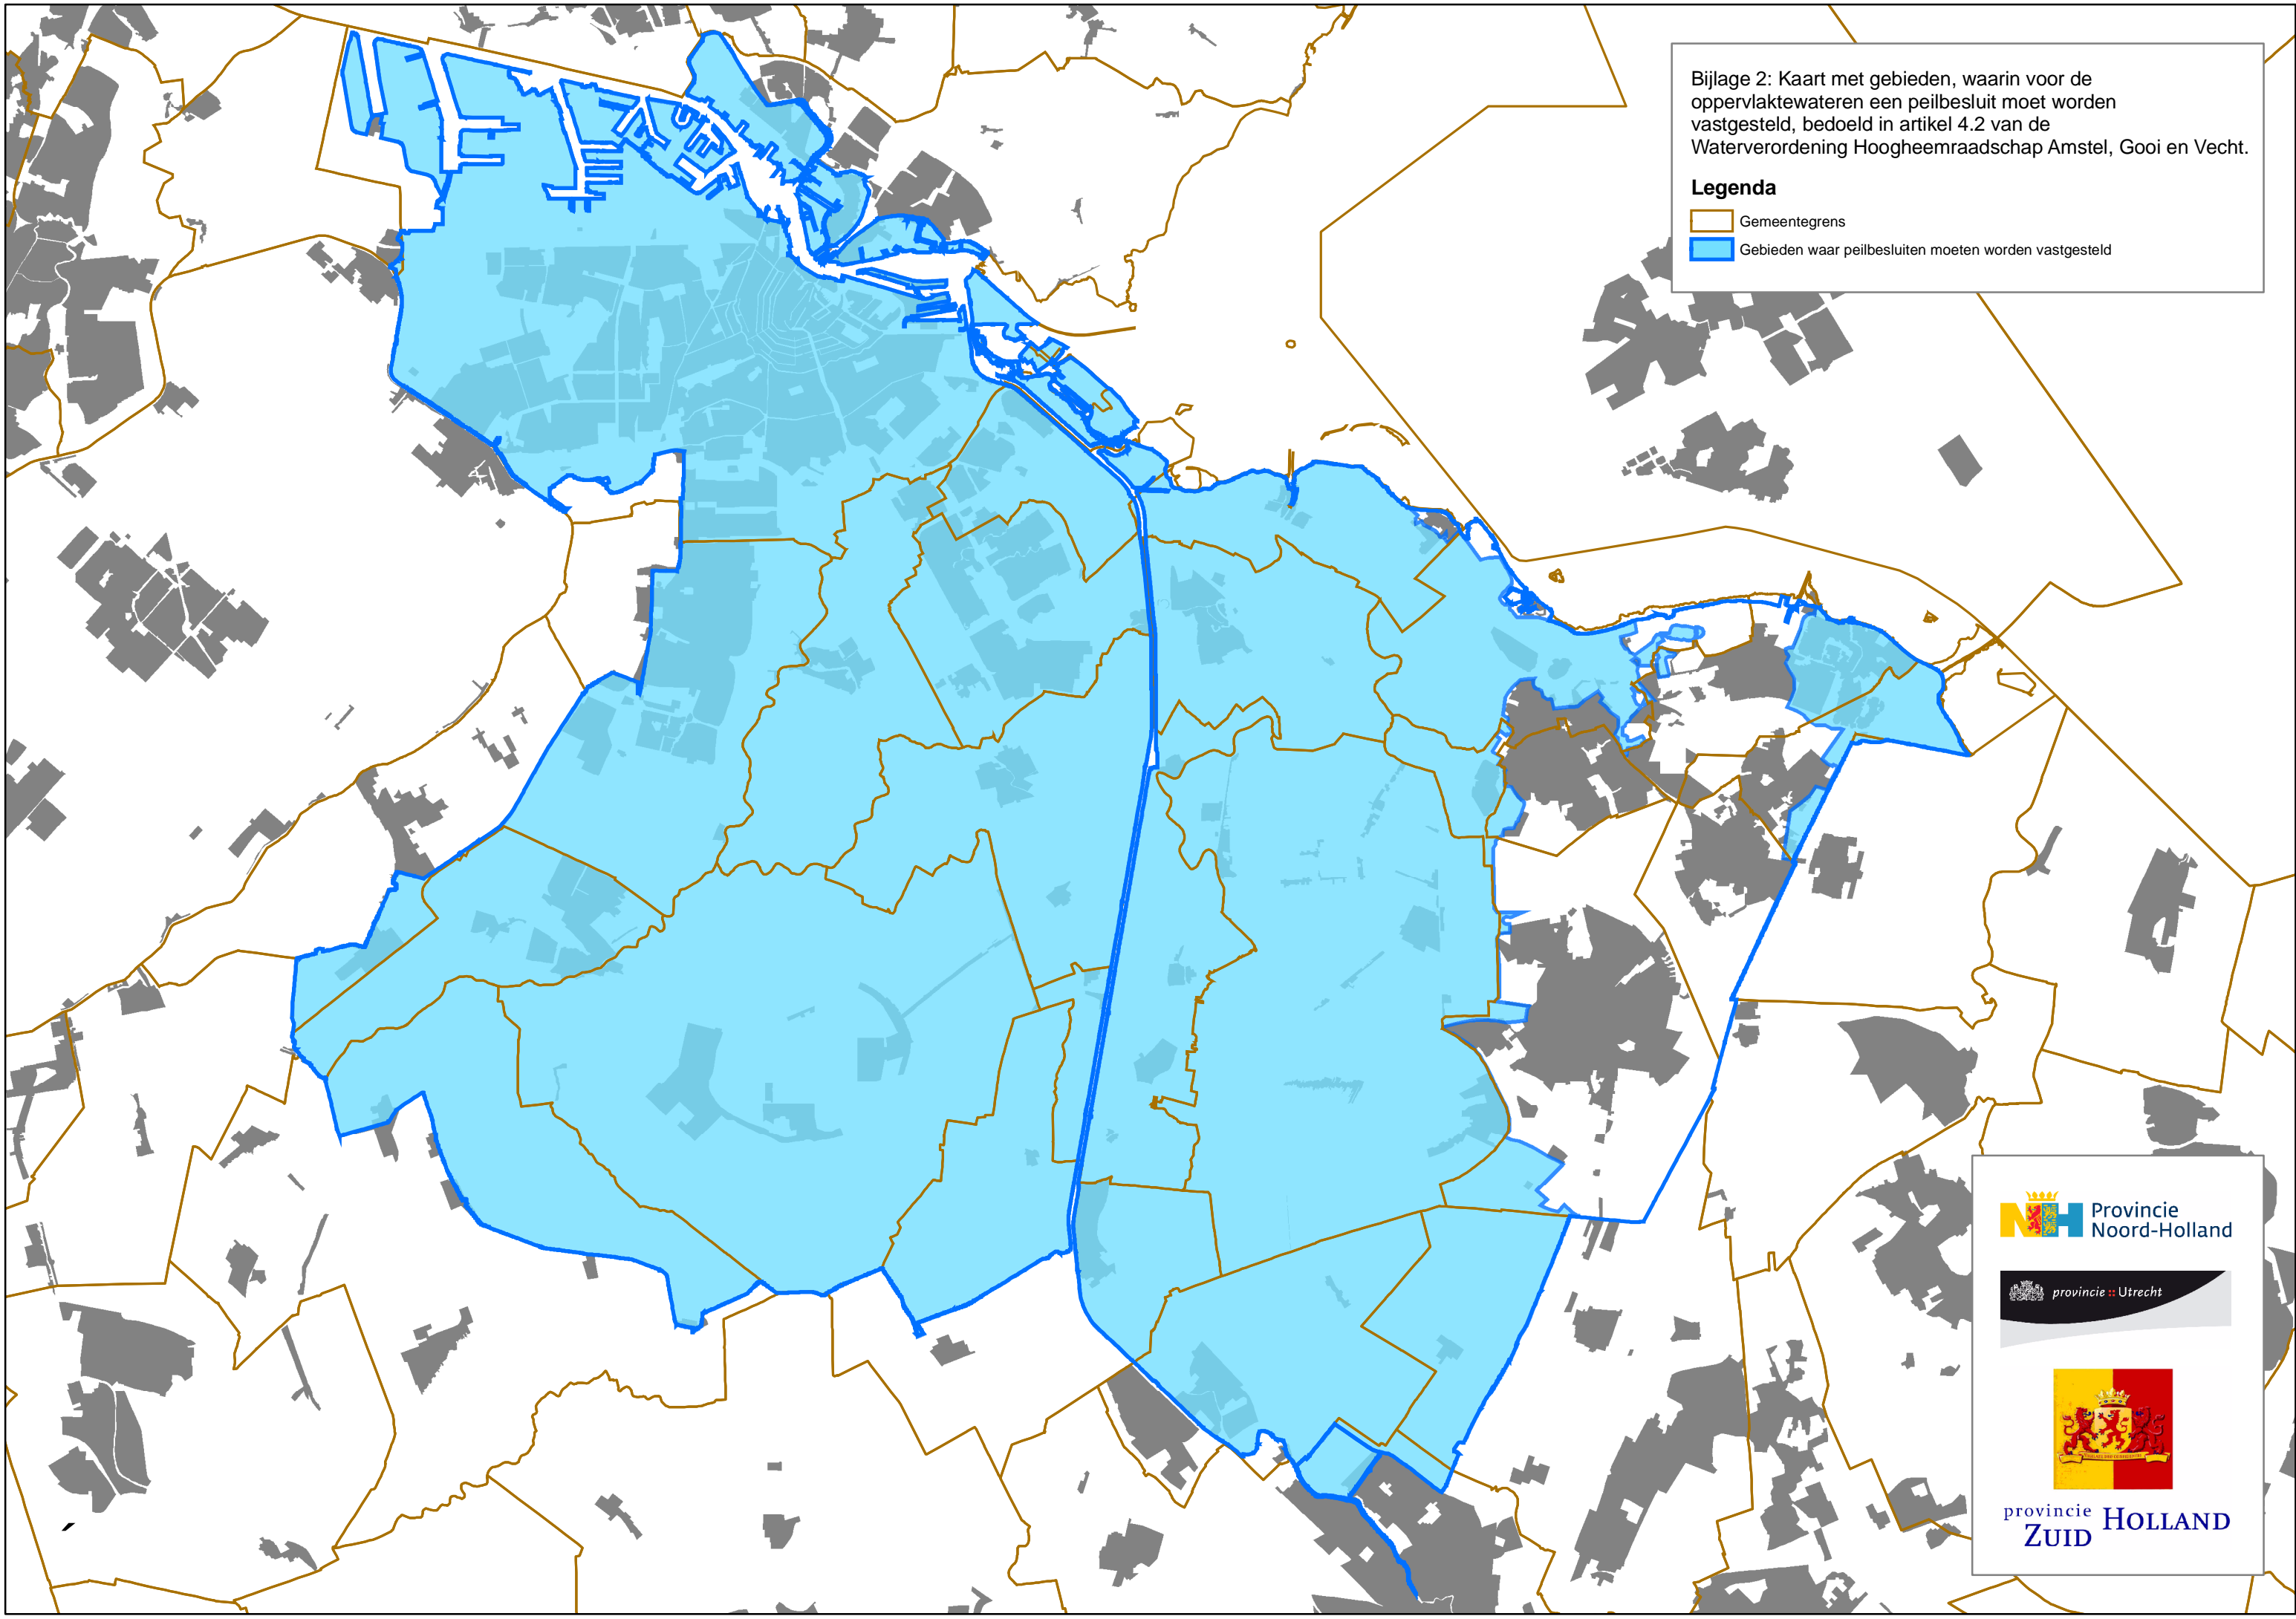 Bijlage 2: Kaart met gebieden, waarin voor de
oppervlaktewateren een peilbesluit moet worden
vastgesteld, bedoeld in artikel 4.2 van de
Waterverordening Hoogheemraadschap Amstel, Gooi en Vecht.
Legenda
Gemeentegrens
Gebieden waar peilbesluiten moeten worden vastgesteld
NH Provincie
Noord-Holland
provincie :: Utrecht
provincie HOLLAND
ZUID